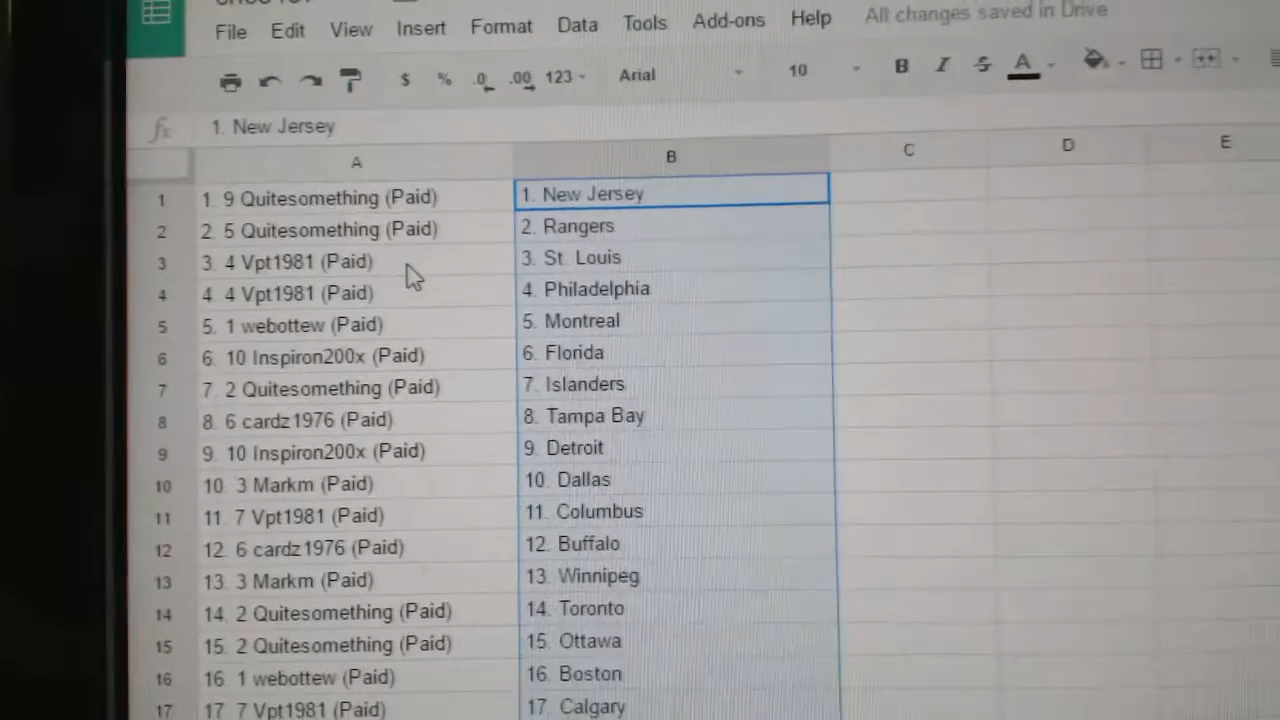 File Edit View Insert Format Data Tools Add-ons Help All changes saved in Drive
$ % .0 .00 123 Arial 10 B I S A
fx 1. New Jersey
A B C D E
1 1. 9 Quitesomething (Paid) 1. New Jersey
2 2. 5 Quitesomething (Paid) 2. Rangers
3 3. 4 Vpt1981 (Paid) 3. St. Louis
4 4. 4 Vpt1981 (Paid) 4. Philadelphia
5 5. 1 webottew (Paid) 5. Montreal
6 6. 10 Inspiron200x (Paid) 6. Florida
7 7. 2 Quitesomething (Paid) 7. Islanders
8 8. 6 cardz1976 (Paid) 8. Tampa Bay
9 9. 10 Inspiron200x (Paid) 9. Detroit
10 10. 3 Markm (Paid) 10. Dallas
11 11. 7 Vpt1981 (Paid) 11. Columbus
12 12. 6 cardz1976 (Paid) 12. Buffalo
13 13. 3 Markm (Paid) 13. Winnipeg
14 14. 2 Quitesomething (Paid) 14. Toronto
15 15. 2 Quitesomething (Paid) 15. Ottawa
16 16. 1 webottew (Paid) 16. Boston
17 17. 7 Vpt1981 (Paid) 17. Calgary